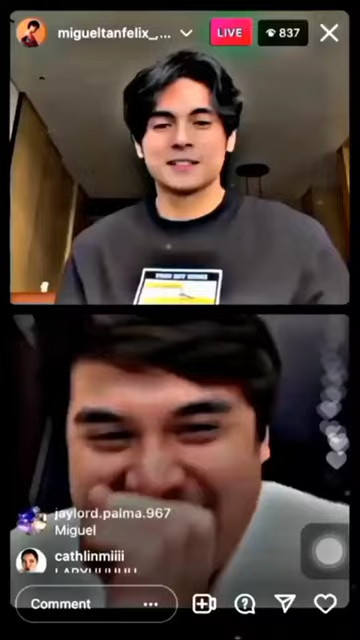 migueltanfelix_,...
LIVE
837
jaylord.palma.967
Miguel
cathlinmiiii
Comment